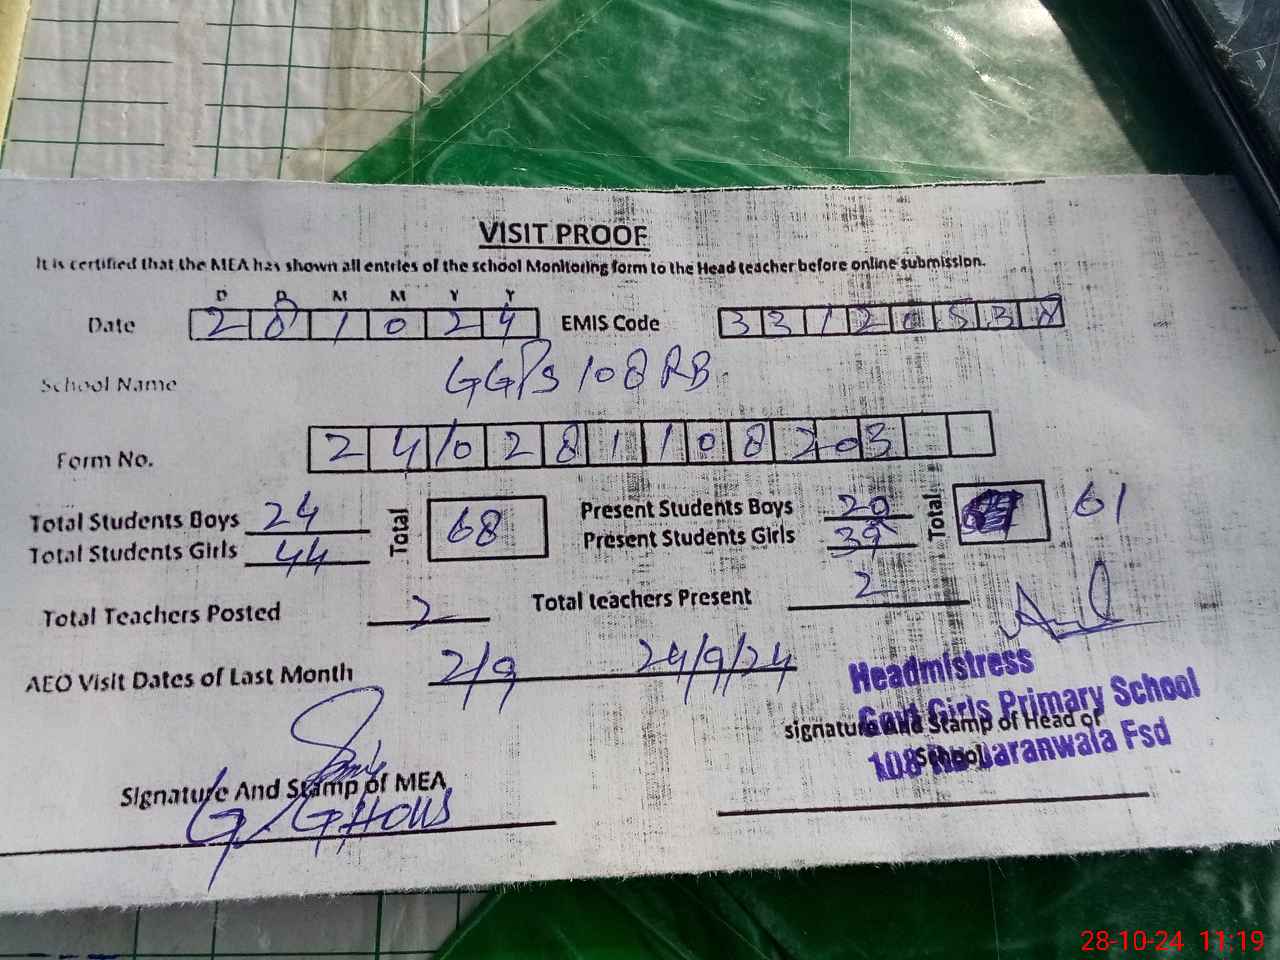 VISIT PROOF
It is certified that the MEA has shown all entries of the school Monitoring form to the Head teacher before online submission.
D D M M Y Y
Date 2 8 1 0 2 4 EMIS Code 3 3 1 2 0 5 3 8
School Name GGPS 108 RB
Form No. 2 4 10 2 8 1 1 0 8 2 0 3
Total Students Boys 24 Total 68 Present Students Boys 20 Total 61
Total Students Girls 44 Present Students Girls 39
Total Teachers Posted 2 Total teachers Present 2
AEO Visit Dates of Last Month 2/9 24/9/24
Headmistress
Govt Girls Primary School
signature and Stamp of Head of
School
108 Jaranwala Fsd
Signature And Stamp of MEA
G. GHOUS
28-10-24 11:19